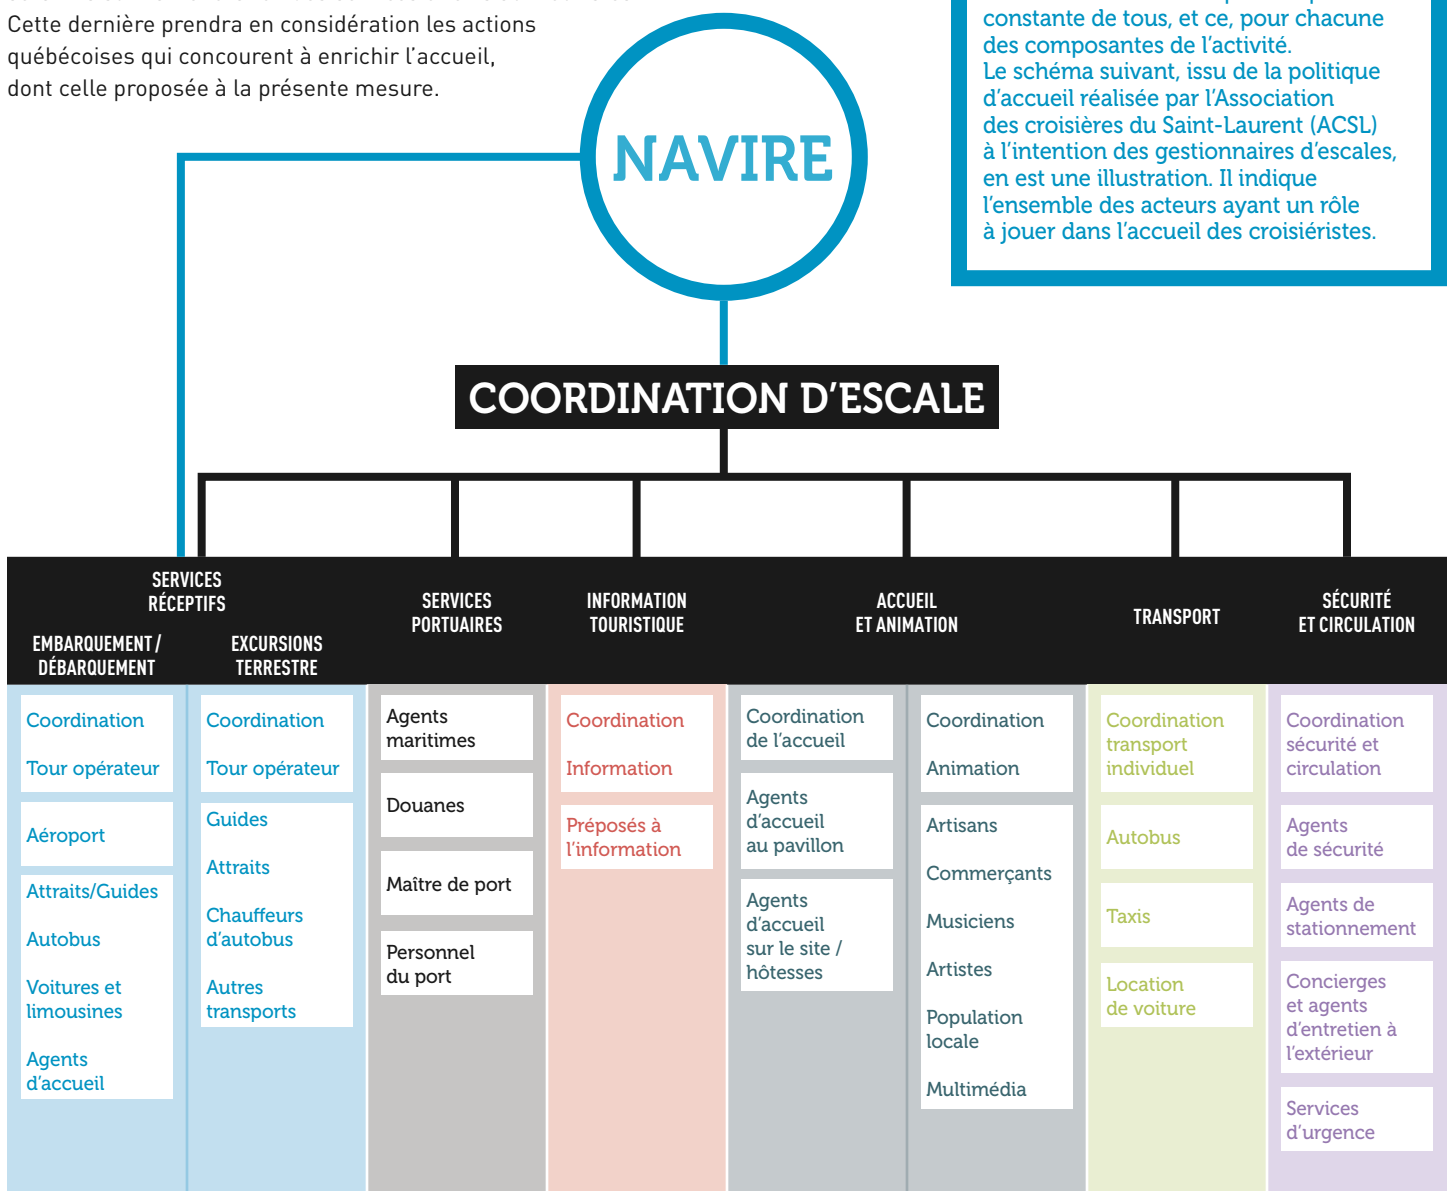 Cette dernière prendra en considération les actions
québécoises qui concourent à enrichir l’accueil,
dont celle proposée à la présente mesure.
constante de tous, et ce, pour chacune
des composantes de l’activité.
Le schéma suivant, issu de la politique
d’accueil réalisée par l’Association
des croisières du Saint-Laurent (ACSL)
à l’intention des gestionnaires d’escales,
en est une illustration. Il indique
l’ensemble des acteurs ayant un rôle
à jouer dans l’accueil des croisiéristes.
NAVIRE
COORDINATION D’ESCALE
SERVICES
RÉCEPTIFS
EMBARQUEMENT /
DÉBARQUEMENT
EXCURSIONS
TERRESTRE
SERVICES
PORTUAIRES
INFORMATION
TOURISTIQUE
ACCUEIL
ET ANIMATION
TRANSPORT
SÉCURITÉ
ET CIRCULATION
Coordination
Tour opérateur
Aéroport
Attraits/Guides
Autobus
Voitures et
limousines
Agents
d’accueil
Coordination
Tour opérateur
Guides
Attraits
Chauffeurs
d’autobus
Autres
transports
Agents
maritimes
Douanes
Maître de port
Personnel
du port
Coordination
Information
Préposés à
l’information
Coordination
de l’accueil
Agents
d’accueil
au pavillon
Agents
d’accueil
sur le site /
hôtesses
Coordination
Animation
Artisans
Commerçants
Musiciens
Artistes
Population
locale
Multimédia
Coordination
transport
individuel
Autobus
Taxis
Location
de voiture
Coordination
sécurité et
circulation
Agents
de sécurité
Agents de
stationnement
Concierges
et agents
d’entretien à
l’extérieur
Services
d’urgence